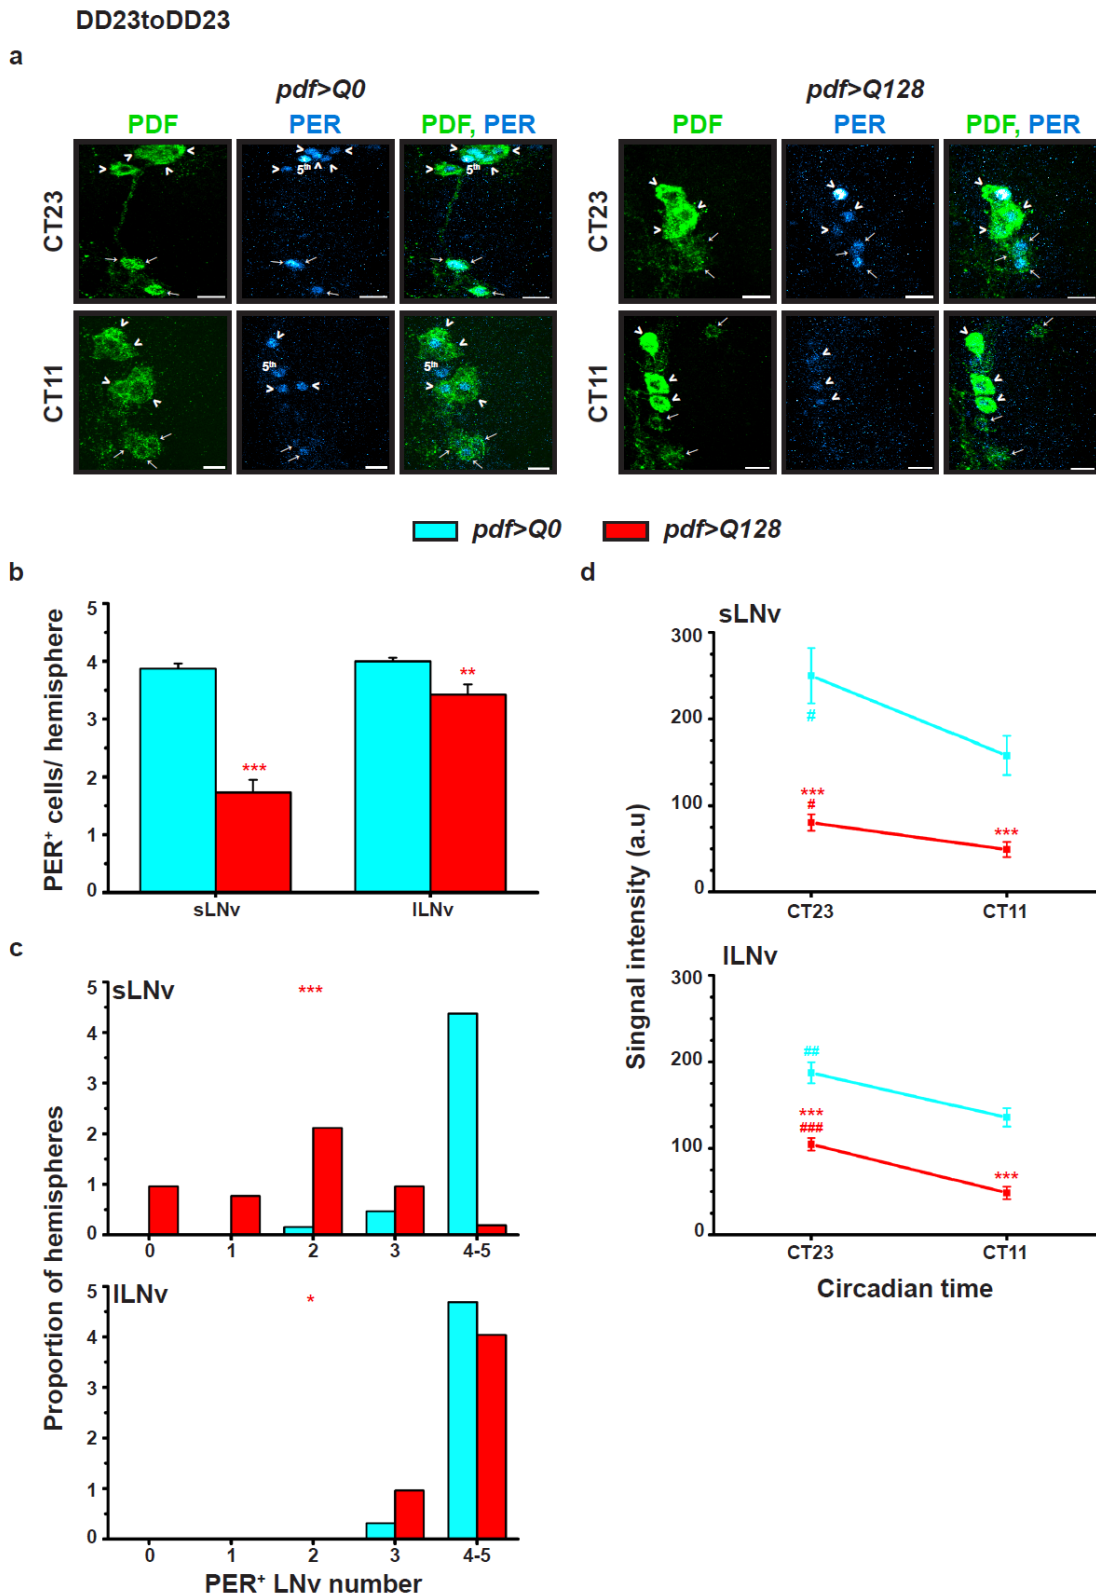 DD23toDD23
a
pdf>Q0
pdf>Q128
PDF PER PDF, PER PDF PER PDF, PER
CT23
5th
5th
CT23
CT11
5th
CT11
pdf>Q0 pdf>Q128
b
PER+ cells/ hemisphere
5
4
3
2
1
0
***
**
sLNv lLNv
c
Proportion of hemispheres
sLNv
***
5
4
3
2
1
0
0 1 2 3 4-5
lLNv
*
5
4
3
2
1
0
0 1 2 3 4-5
PER+ LNv number
d
Singnal intensity (a.u)
sLNv
300
200
100
0
#
***
#
***
CT23 CT11
lLNv
300
200
100
0
##
***
###
***
CT23 CT11
Circadian time